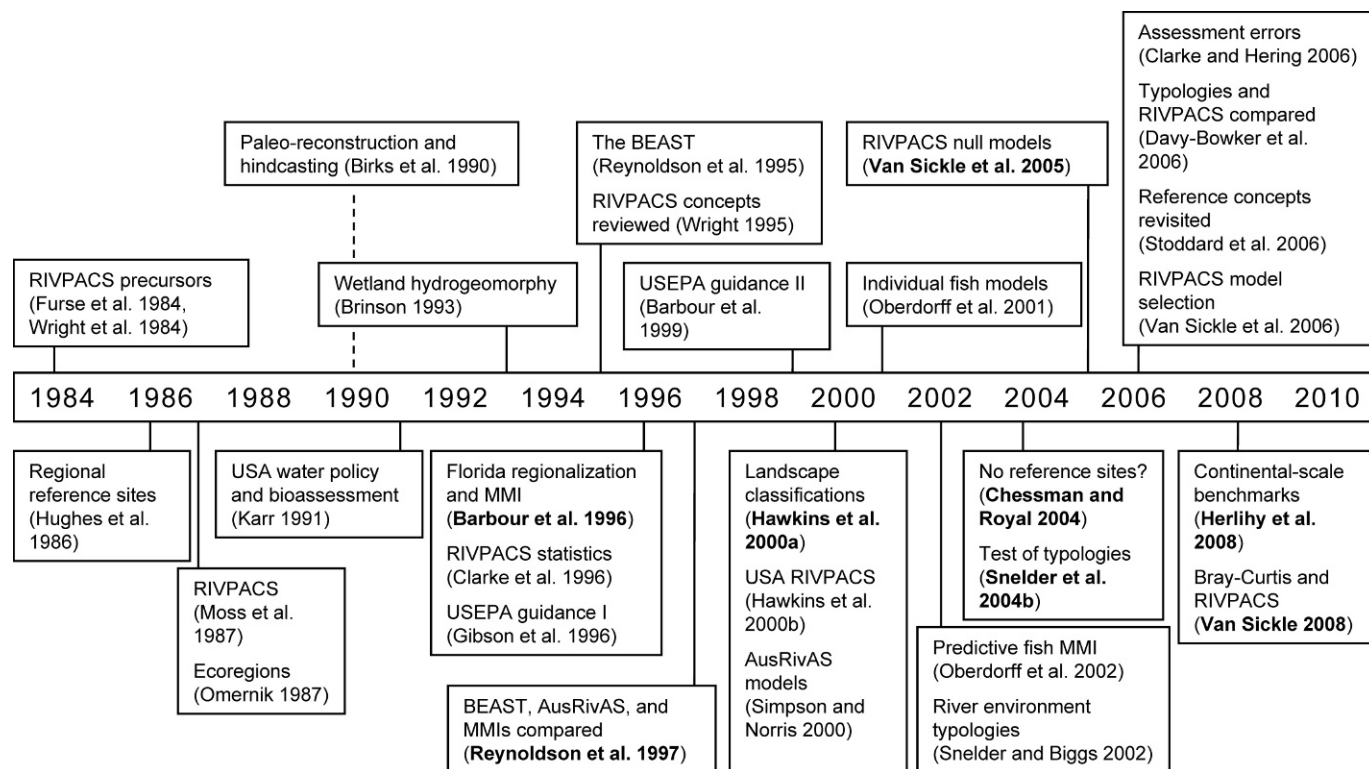 Assessment errors
(Clarke and Hering 2006)
Typologies and
RIVPACS compared
(Davy-Bowker et al.
2006)
Reference concepts
revisited
(Stoddard et al. 2006)
RIVPACS model
selection
(Van Sickle et al. 2006)
Paleo-reconstruction and
hindcasting (Birks et al. 1990)
The BEAST
(Reynoldson et al. 1995)
RIVPACS concepts
reviewed (Wright 1995)
RIVPACS null models
(Van Sickle et al. 2005)
RIVPACS precursors
(Furse et al. 1984,
Wright et al. 1984)
Wetland hydrogeomorphy
(Brinson 1993)
USEPA guidance II
(Barbour et al.
1999)
Individual fish models
(Oberdorff et al. 2001)
1984 1986 1988 1990 1992 1994 1996 1998 2000 2002 2004 2006 2008 2010
Regional
reference sites
(Hughes et al.
1986)
RIVPACS
(Moss et al.
1987)
Ecoregions
(Omernik 1987)
USA water policy
and bioassessment
(Karr 1991)
Florida regionalization
and MMI
(Barbour et al. 1996)
RIVPACS statistics
(Clarke et al. 1996)
USEPA guidance I
(Gibson et al. 1996)
BEAST, AusRivAS, and
MMIs compared
(Reynoldson et al. 1997)
Landscape
classifications
(Hawkins et al.
2000a)
USA RIVPACS
(Hawkins et al.
2000b)
AusRivAS
models
(Simpson and
Norris 2000)
No reference sites?
(Chessman and
Royal 2004)
Test of typologies
(Snelder et al.
2004b)
Predictive fish MMI
(Oberdorff et al. 2002)
River environment
typologies
(Snelder and Biggs 2002)
Continental-scale
benchmarks
(Herlihy et al.
2008)
Bray-Curtis and
RIVPACS
(Van Sickle 2008)